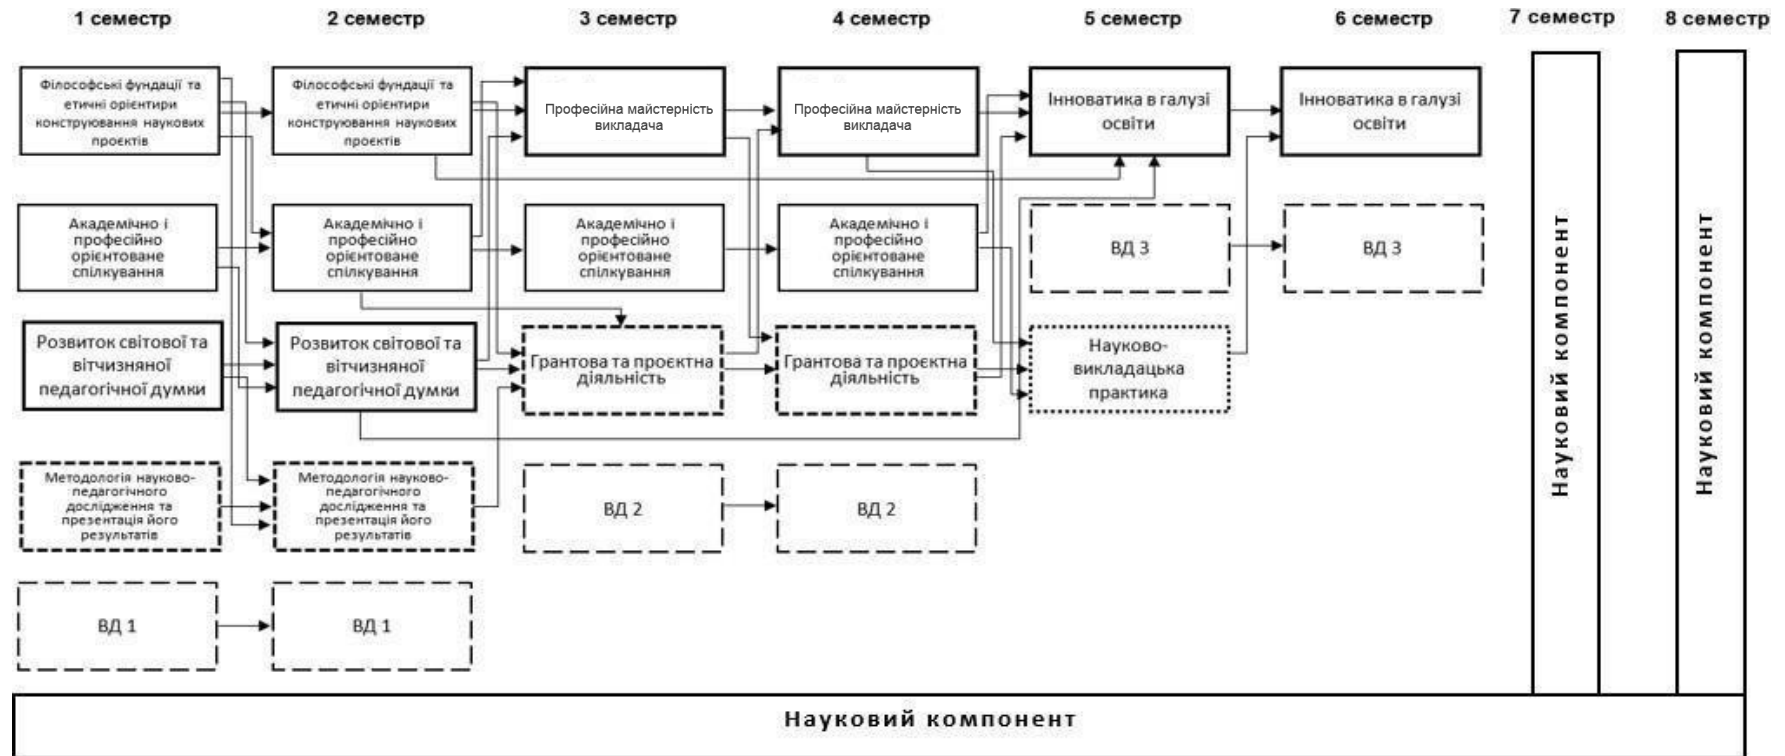 1 семестр
2 семестр
3 семестр
4 семестр
5 семестр
6 семестр
7 семестр
8 семестр
Філософські фундації та
етичні орієнтири
конструювання наукових
проєктів
Філософські фундації та
етичні орієнтири
конструювання наукових
проєктів
Професійна майстерність
викладача
Професійна майстерність
викладача
Інноватика в галузі
освіти
Інноватика в галузі
освіти
Академічно і
професійно
орієнтоване
спілкування
Академічно і
професійно
орієнтоване
спілкування
Академічно і
професійно
орієнтоване
спілкування
Академічно і
професійно
орієнтоване
спілкування
ВД 3
ВД 3
Розвиток світової та
вітчизняної
педагогічної думки
Розвиток світової та
вітчизняної
педагогічної думки
Грантова та проєктна
діяльність
Грантова та проєктна
діяльність
Науково-
викладацька
практика
Методологія науково-
педагогічного
дослідження та
презентація його
результатів
Методологія науково-
педагогічного
дослідження та
презентація його
результатів
ВД 2
ВД 2
ВД 1
ВД 1
Науковий компонент
Науковий компонент
Науковий компонент